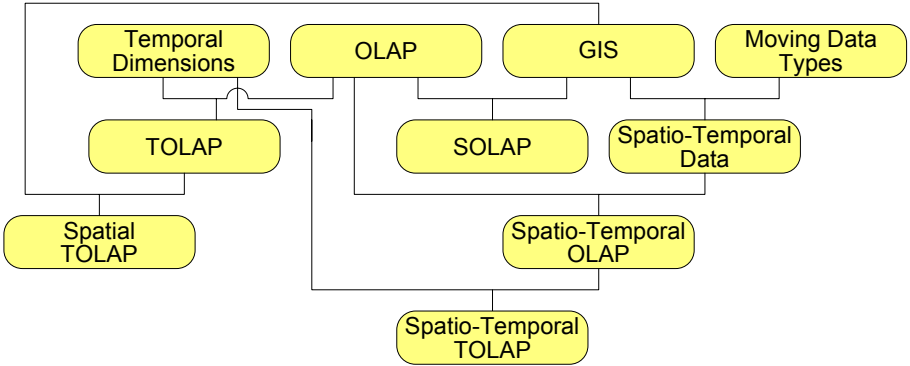 Temporal
Dimensions
OLAP
GIS
Moving Data
Types
TOLAP
SOLAP
Spatio-Temporal
Data
Spatial
TOLAP
Spatio-Temporal
OLAP
Spatio-Temporal
TOLAP